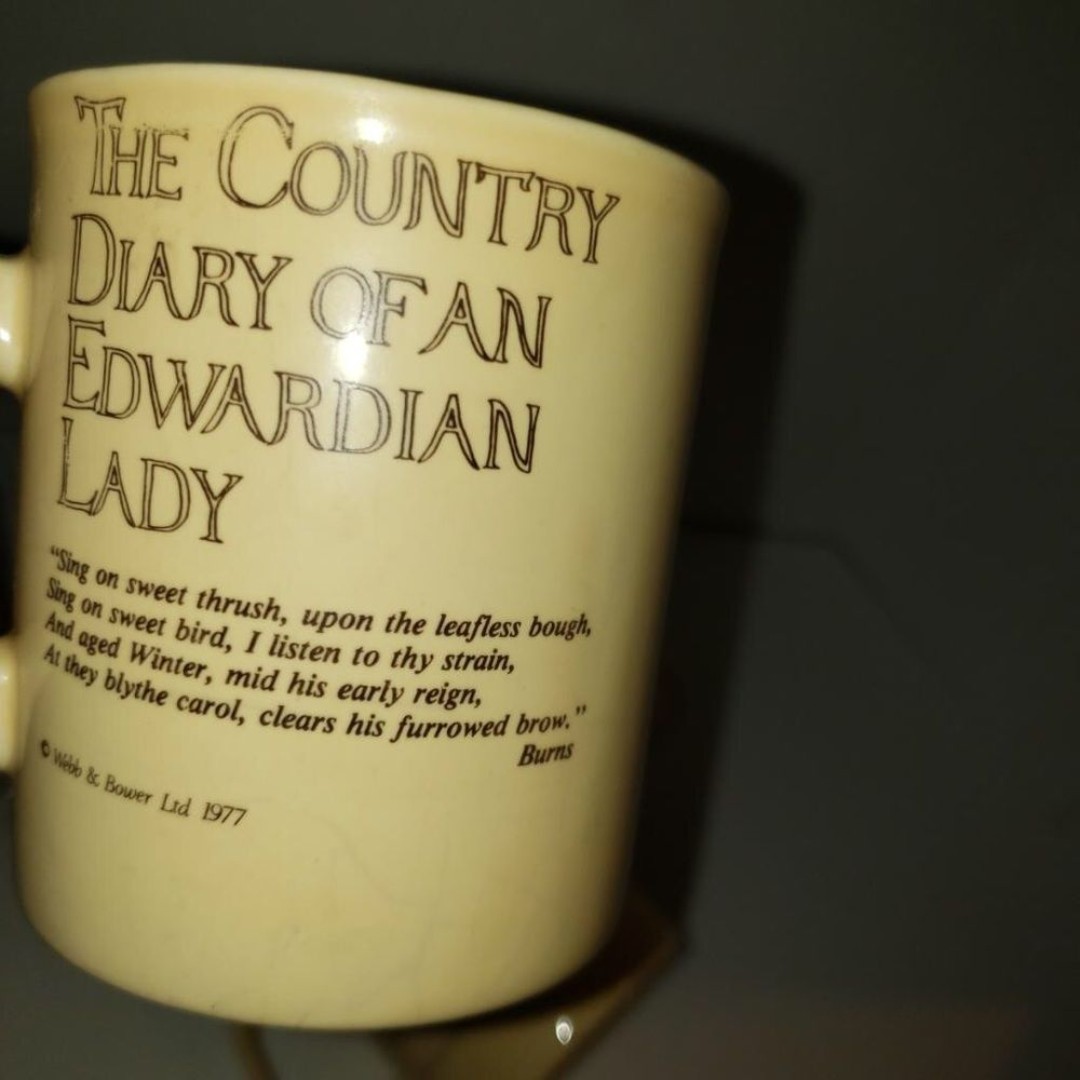 THE COUNTRY
DIARY OF AN
EDWARDIAN
LADY
“Sing on sweet thrush, upon the leafless bough,
Sing on sweet bird, I listen to thy strain,
And aged Winter, mid his early reign,
At they blythe carol, clears his furrowed brow.”
Burns
© Webb & Bower Ltd 1977